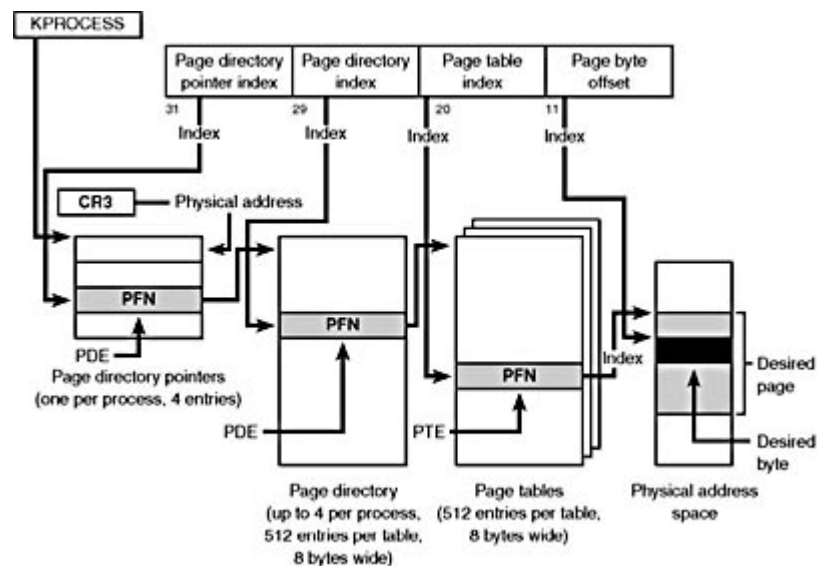 KPROCESS
Page directory
pointer index
Page directory
index
Page table
index
Page byte
offset
31
29
20
11
Index
Index
Index
Index
CR3
Physical address
PFN
PFN
PFN
Index
PDE
Page directory pointers
(one per process, 4 entries)
PDE
PTE
Desired
page
Desired
byte
Page directory
(up to 4 per process,
512 entries per table,
8 bytes wide)
Page tables
(512 entries per table,
8 bytes wide)
Physical address
space